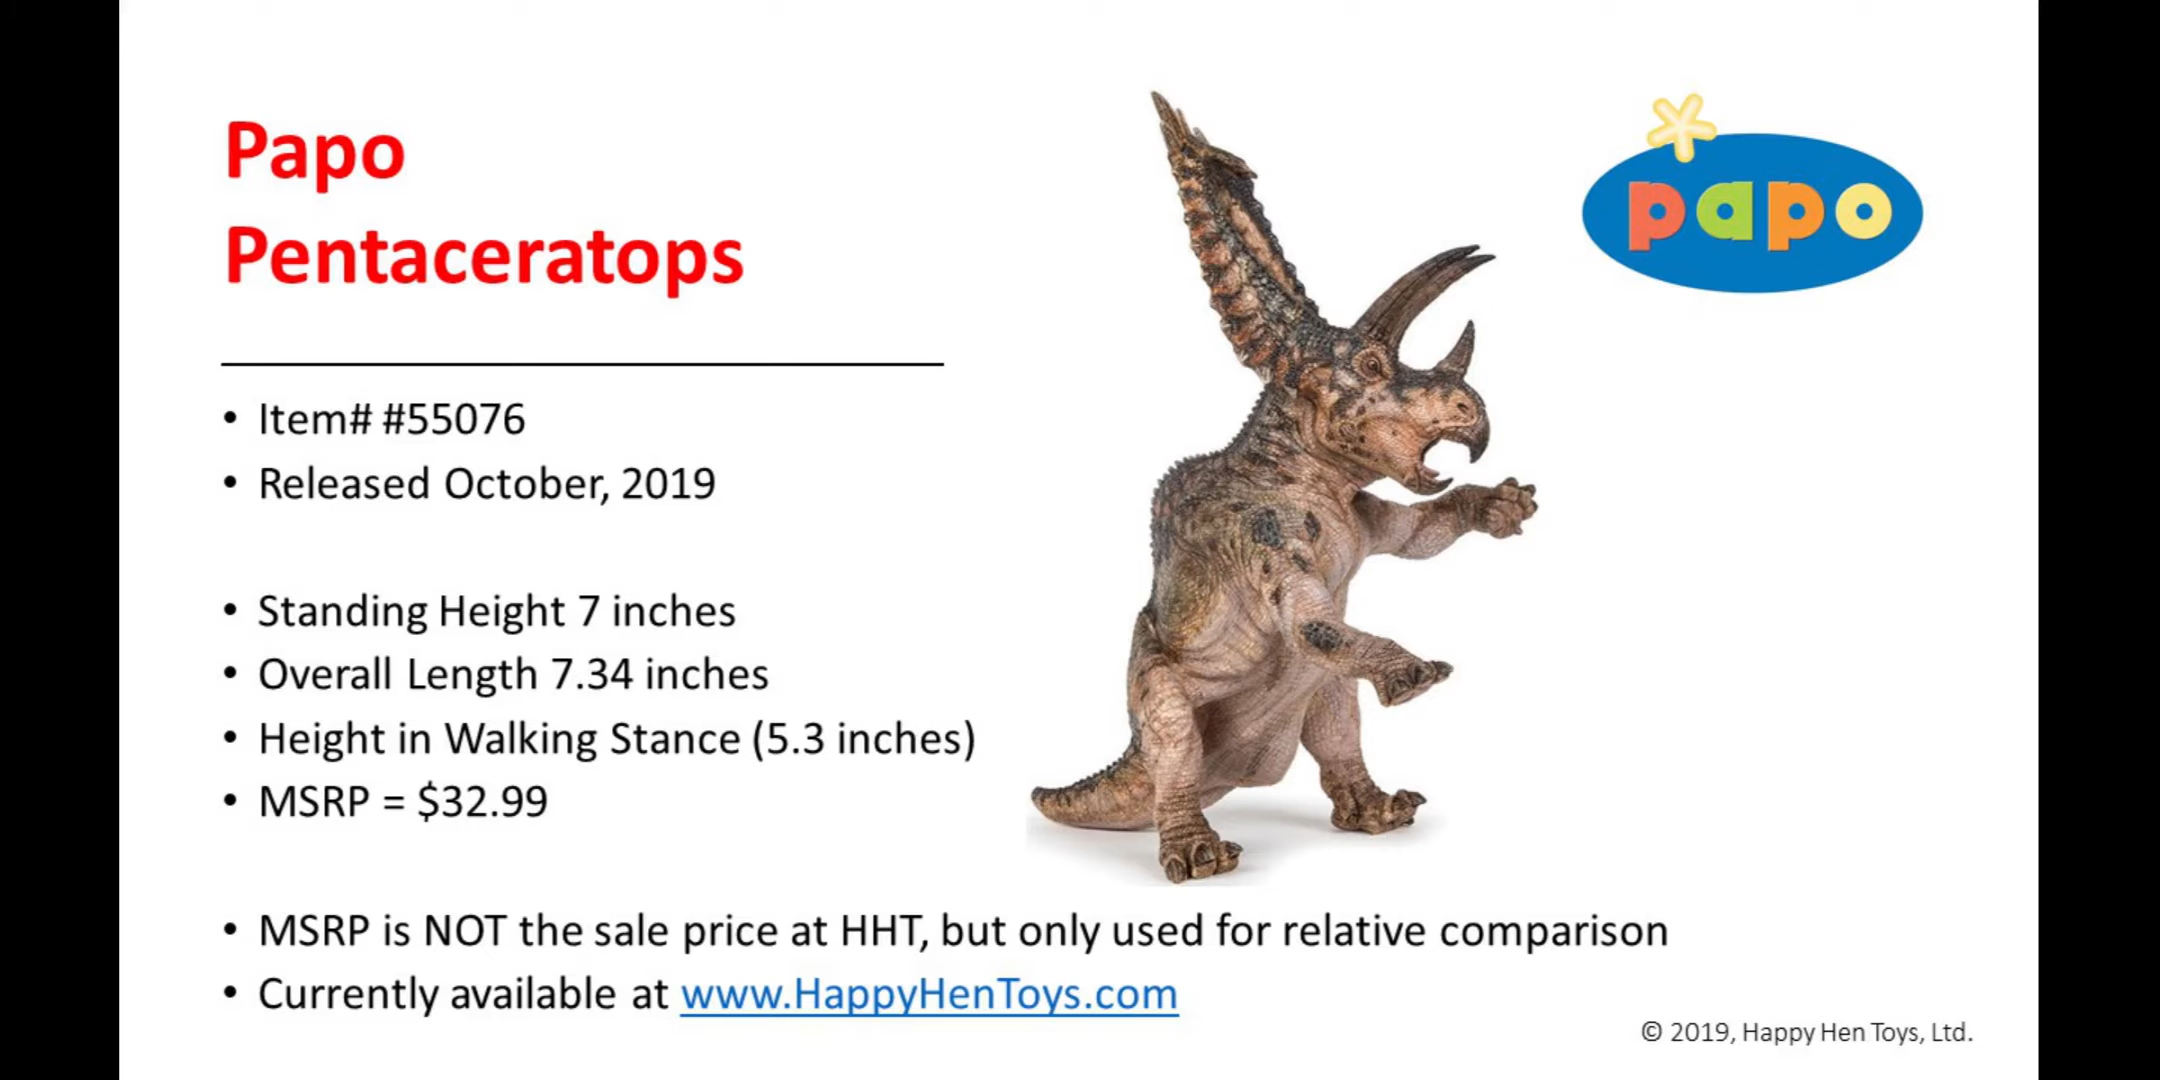 Papo
Pentaceratops
papo
• Item# #55076
• Released October, 2019
• Standing Height 7 inches
• Overall Length 7.34 inches
• Height in Walking Stance (5.3 inches)
• MSRP = $32.99
• MSRP is NOT the sale price at HHT, but only used for relative comparison
• Currently available at www.HappyHenToys.com
© 2019, Happy Hen Toys, Ltd.